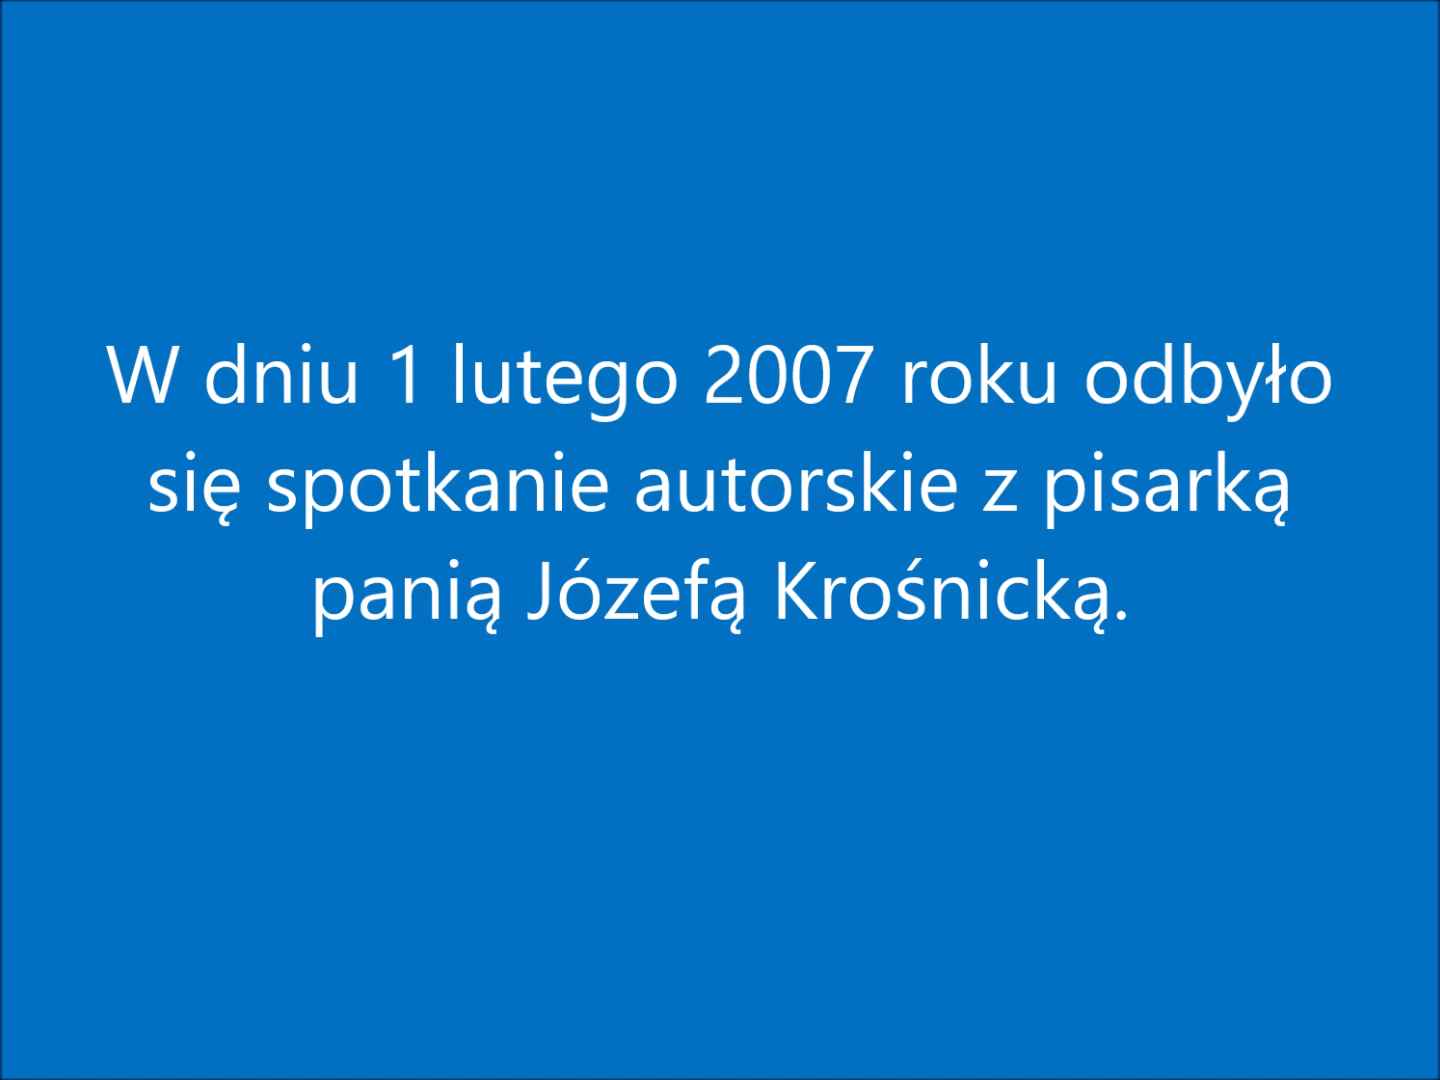 W dniu 1 lutego 2007 roku odbyło
się spotkanie autorskie z pisarką
panią Józefą Krośnicką.